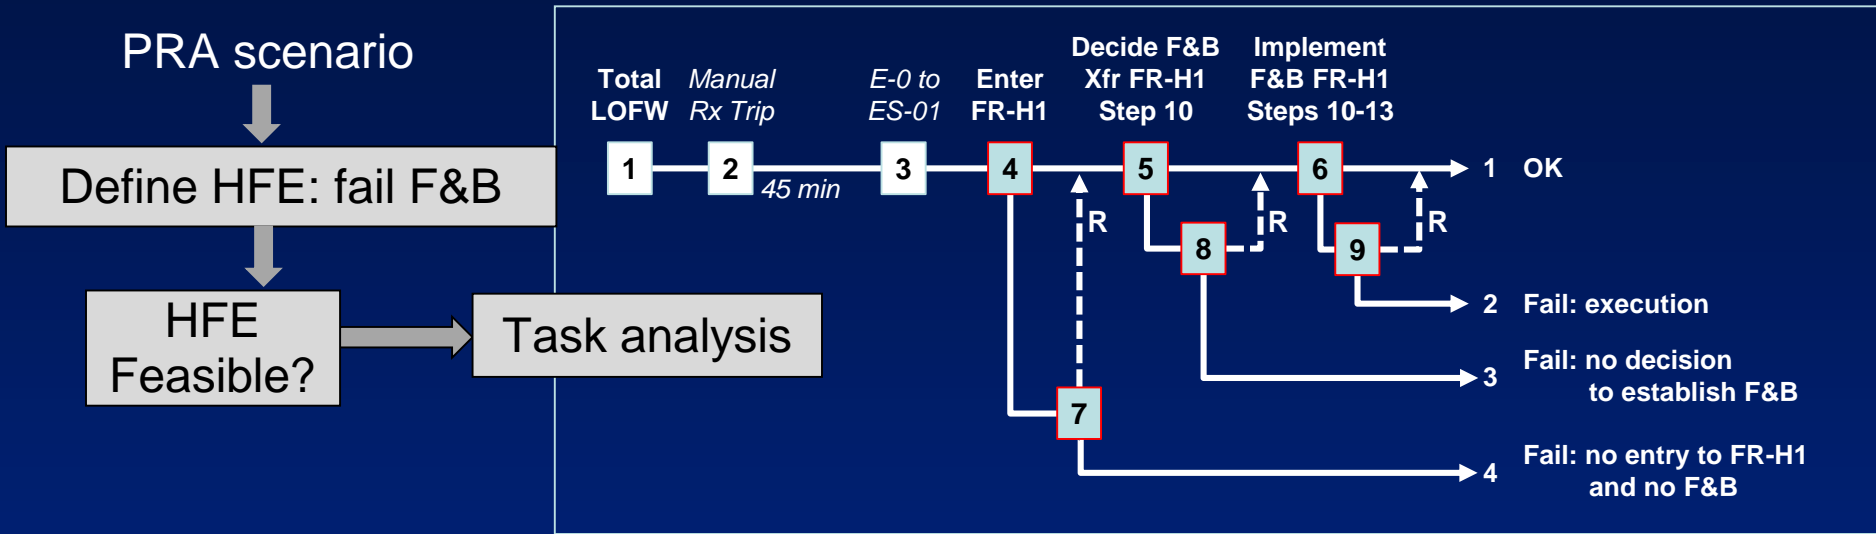 PRA scenario
Define HFE: fail F&B
HFE
Feasible?
Task analysis
Total
LOFW
Manual
Rx Trip
E-0 to
ES-01
Enter
FR-H1
Decide F&B
Xfr FR-H1
Step 10
Implement
F&B FR-H1
Steps 10-13
1
2
45 min
3
4
5
6
1 OK
R
R
R
8
9
2 Fail: execution
3 Fail: no decision
to establish F&B
7
4 Fail: no entry to FR-H1
and no F&B